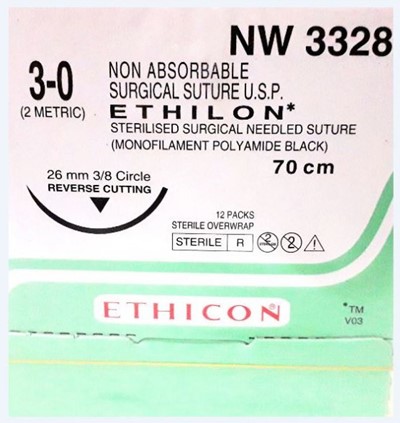 NW 3328
3-0
(2 METRIC)
NON ABSORBABLE
SURGICAL SUTURE U.S.P.
ETHILON*
STERILISED SURGICAL NEEDLED SUTURE
(MONOFILAMENT POLYAMIDE BLACK)
70 cm
26 mm 3/8 Circle
REVERSE CUTTING
12 PACKS
STERILE OVERWRAP
STERILE R
ETHICON®
*TM
V03